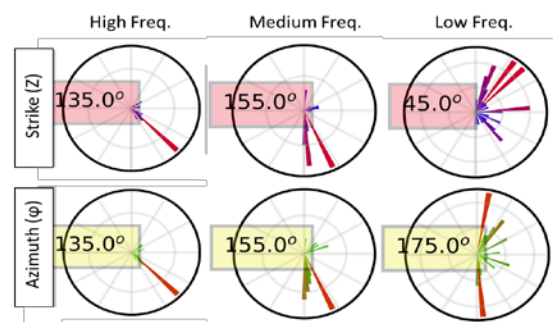 High Freq. Medium Freq. Low Freq.
Strike (Z)
135.0° 155.0° 45.0°
Azimuth (φ)
135.0° 155.0° 175.0°